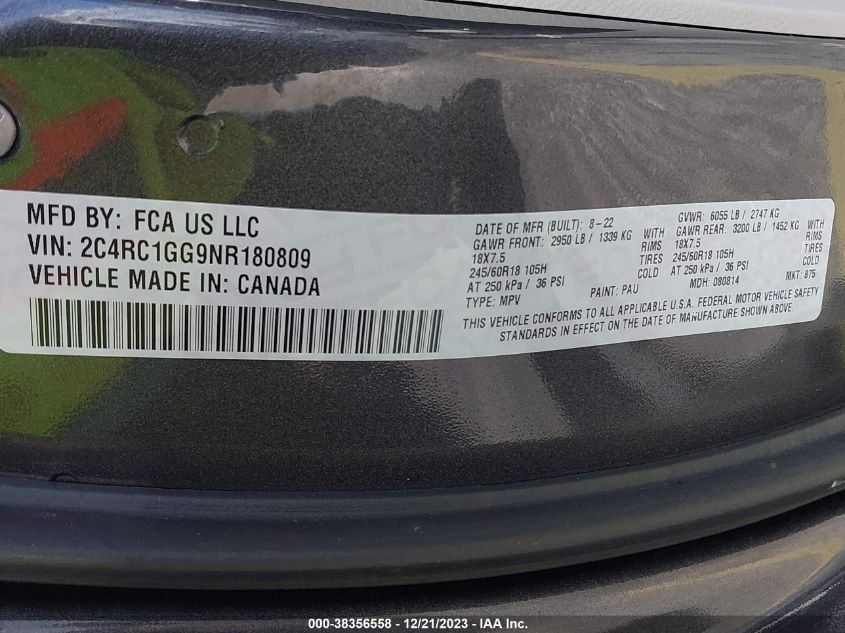 MFD BY: FCA US LLC
VIN: 2C4RC1GG9NR180809
VEHICLE MADE IN: CANADA
DATE OF MFR (BUILT): 8-22 GVWR: 6055 LB / 2747 KG
GAWR FRONT: 2950 LB / 1339 KG WITH GAWR REAR: 3200 LB / 1452 KG WITH
18X7.5 RIMS 18X7.5 RIMS
245/60R18 105H 245/60R18 105H
AT 250 kPa / 36 PSI COLD AT 250 kPa / 36 PSI COLD
TYPE: MPV PAINT: PAU MDH: 080814 MKT: 875
THIS VEHICLE CONFORMS TO ALL APPLICABLE U.S.A. FEDERAL MOTOR VEHICLE SAFETY
STANDARDS IN EFFECT ON THE DATE OF MANUFACTURE SHOWN ABOVE.
000-38356558 - 12/21/2023 - IAAI.com